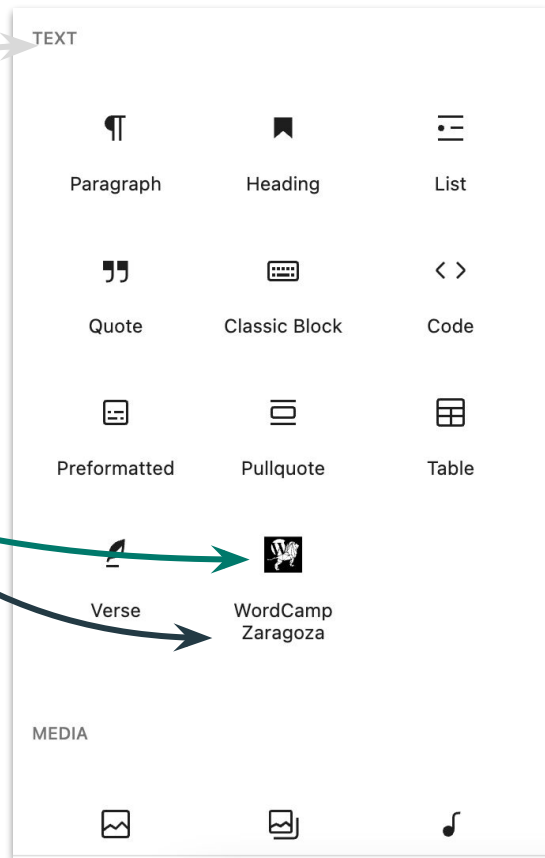 TEXT
Paragraph
Heading
List
Quote
Classic Block
Code
Preformatted
Pullquote
Table
Verse
WordCamp
Zaragoza
MEDIA